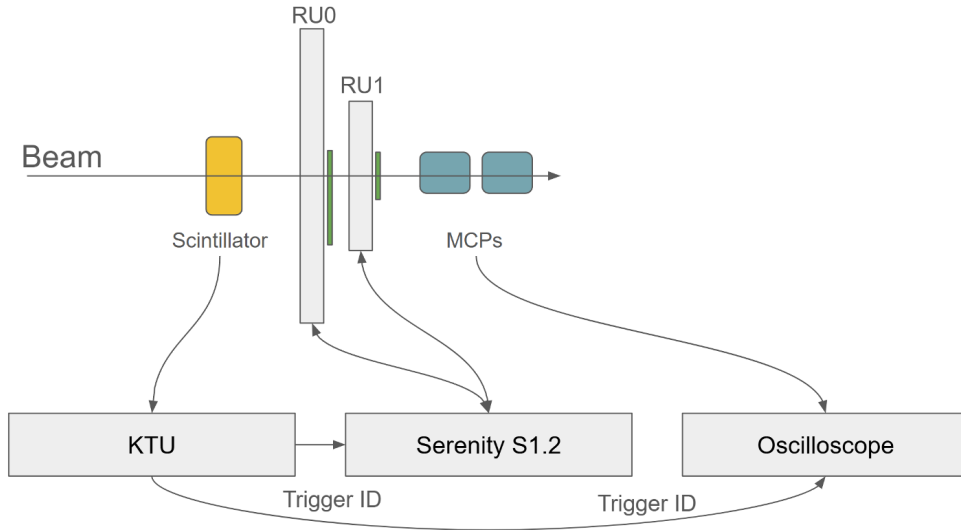 RU0
RU1
Beam
Scintillator
MCPs
KTU
Serenity S1.2
Oscilloscope
Trigger ID
Trigger ID